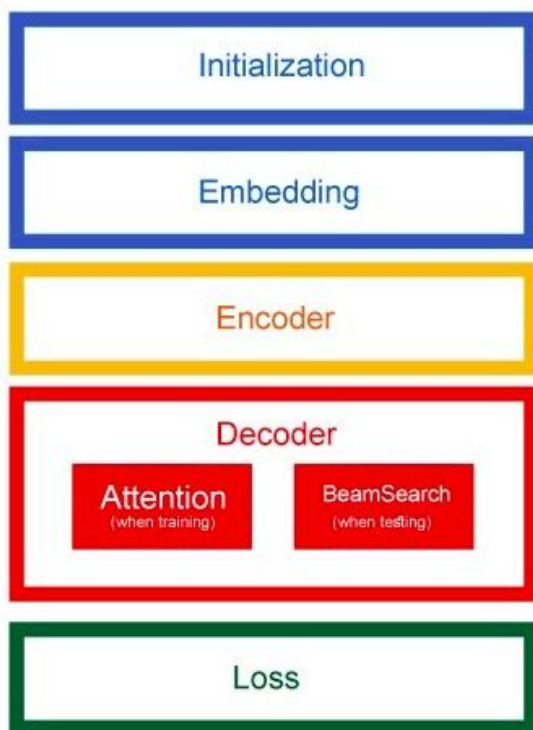 Initialization
Embedding
Encoder
Decoder
Attention
(when training)
BeamSearch
(when testing)
Loss